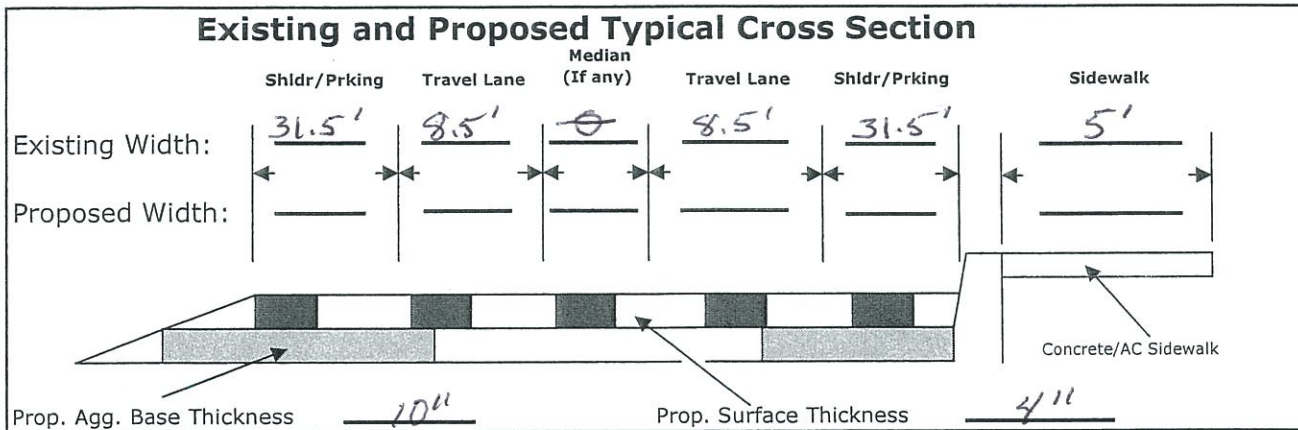 Existing and Proposed Typical Cross Section
Shldr/Prking Travel Lane Median (If any) Travel Lane Shldr/Prking Sidewalk
Existing Width: 31.5' 8.5' 0 8.5' 31.5' 5'
Proposed Width:
Concrete/AC Sidewalk
Prop. Agg. Base Thickness 10" Prop. Surface Thickness 4"